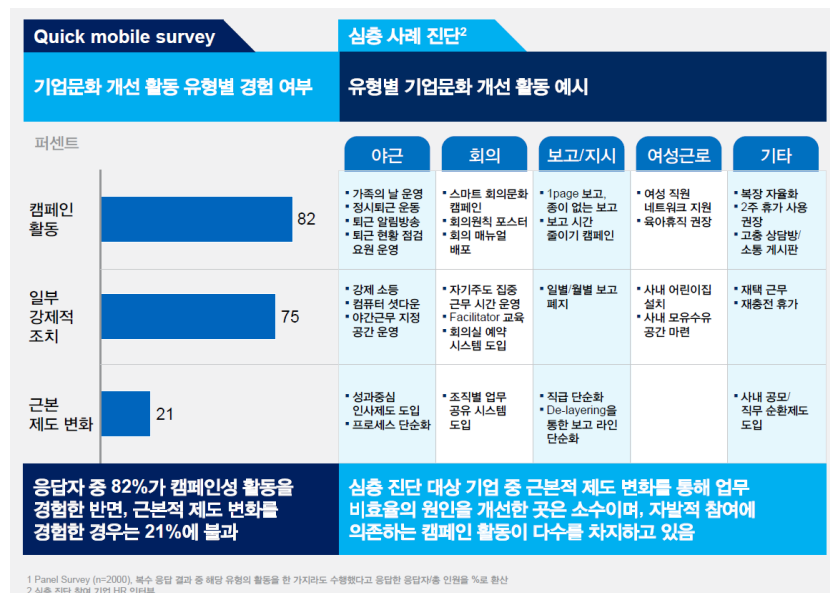 Quick mobile survey
심층 사례 진단2
기업문화 개선 활동 유형별 경험 여부
유형별 기업문화 개선 활동 예시
퍼센트
야근
회의
보고/지시
여성근로
기타
캠페인
활동
82
▪ 가족의 날 운영
▪ 정시퇴근 운동
▪ 퇴근 알림방송
▪ 퇴근 현황 점검
요원 운영
▪ 스마트 회의문화
캠페인
▪ 회의원칙 포스터
▪ 회의 매뉴얼
배포
▪ 1page 보고,
종이 없는 보고
▪ 보고 시간
줄이기 캠페인
▪ 여성 직원
네트워크 지원
▪ 육아휴직 권장
▪ 복장 자율화
▪ 2주 휴가 사용
권장
▪ 고충 상담방/
소통 게시판
일부
강제적
조치
75
▪ 강제 소등
▪ 컴퓨터 셧다운
▪ 야간근무 지정
공간 운영
▪ 자기주도 집중
근무 시간 운영
▪ Facilitator 교육
▪ 회의실 예약
시스템 도입
▪ 일별/월별 보고
폐지
▪ 사내 어린이집
설치
▪ 사내 모유수유
공간 마련
▪ 재택 근무
▪ 재충전 휴가
근본
제도 변화
21
▪ 성과중심
인사제도 도입
▪ 프로세스 단순화
▪ 조직별 업무
공유 시스템
도입
▪ 직급 단순화
▪ De-layering을
통한 보고 라인
단순화
▪ 사내 공모/
직무 순환제도
도입
응답자 중 82%가 캠페인성 활동을
경험한 반면, 근본적 제도 변화를
경험한 경우는 21%에 불과
심층 진단 대상 기업 중 근본적 제도 변화를 통해 업무
비효율의 원인을 개선한 곳은 소수이며, 자발적 참여에
의존하는 캠페인 활동이 다수를 차지하고 있음
1 Panel Survey (n=2000), 복수 응답 결과 중 해당 유형의 활동을 한 가지라도 수행했다고 응답한 응답자/총 인원을 %로 환산
2 심층 진단 참여 기업 HR 인터뷰